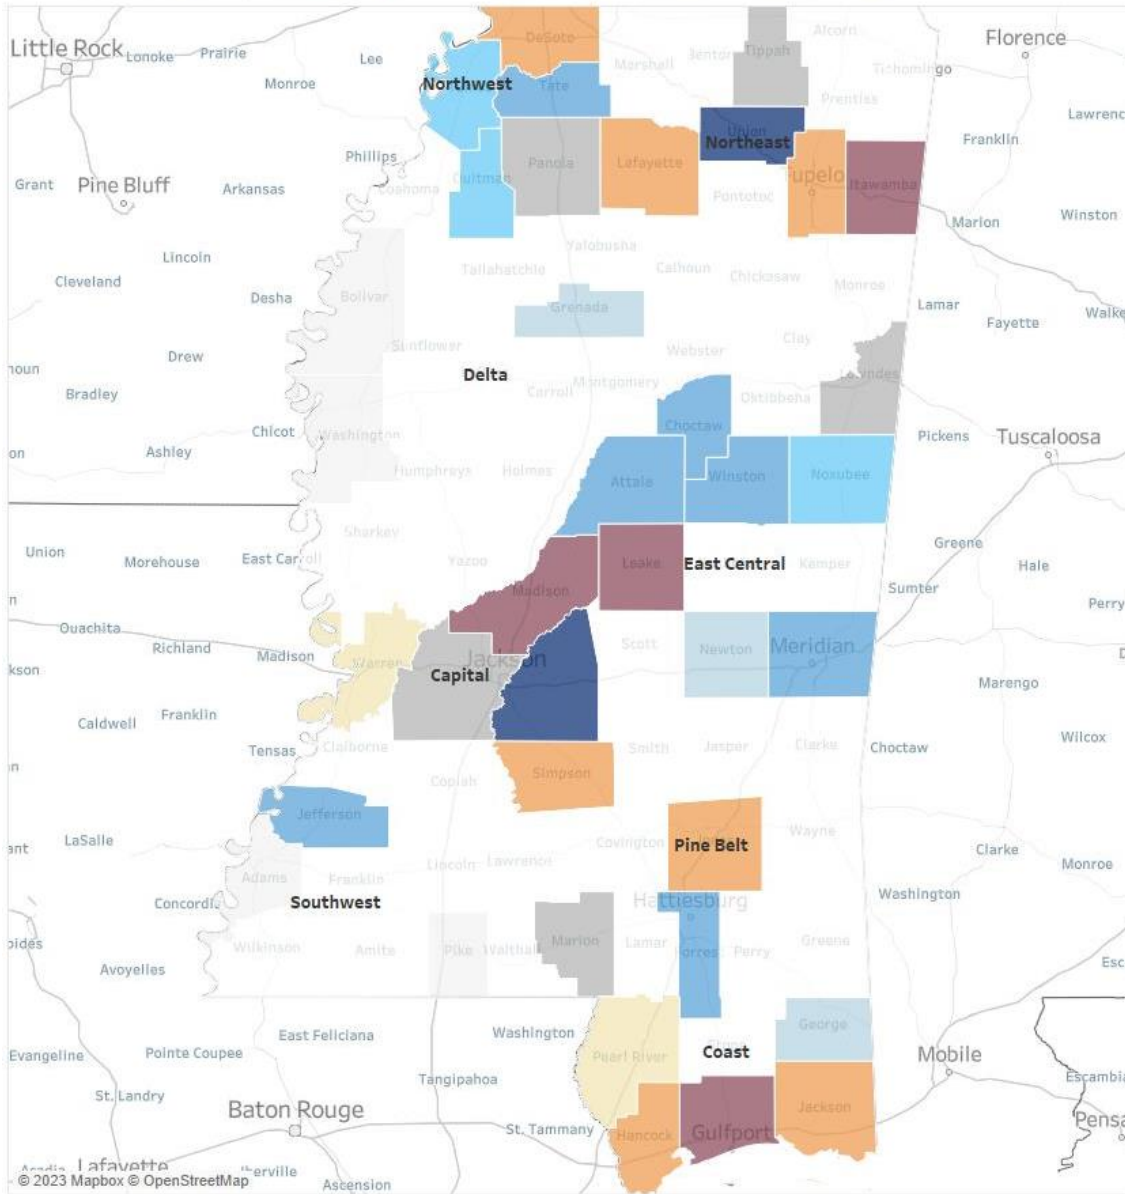 Little Rock
Lonoke
Prairie
Lee
Monroe
DeSoto
Marshall
Benton
Tippah
Alcorn
Florence
Northwest
Tate
Tichomingo
Prentiss
Lawrenc
Franklin
Phillips
Union
Northeast
Grant
Pine Bluff
Arkansas
Coahoma
Quitman
Panola
Lafayette
Tupelo
Itawamba
Pontotoc
Marion
Winston
Lincoln
Yalobusha
Tallahatchie
Calhoun
Chickasaw
Monroe
Cleveland
Desha
Bolivar
Grenada
Lamar
Fayette
Walke
Drew
Sunflower
Webster
Clay
Bradley
Delta
Carroll
Montgomery
Oktibbeha
Lowndes
Chicot
Washington
Choctaw
Pickens
Tuscaloosa
Ashley
Humphreys
Holmes
Attala
Winston
Noxubee
Sharkey
Union
Morehouse
East Carroll
Yazoo
Leake
East Central
Kemper
Greene
Hale
Sumter
Perry
Madison
Ouachita
Richland
Madison
Warren
Capital
Jackson
Scott
Newton
Meridian
Marengo
Caldwell
Franklin
Tensas
Claiborne
Copiah
Simpson
Smith
Jasper
Clarke
Choctaw
Wilcox
LaSalle
Jefferson
Covington
Pine Belt
Wayne
Clarke
Monroe
Adams
Franklin
Lincoln
Lawrence
Concordia
Southwest
Hattiesburg
Washington
Wilkinson
Amite
Pike
Walthall
Marion
Lamar
Forrest
Perry
Greene
Avoyelles
Esc
East Feliciana
Washington
George
Evangeline
Pointe Coupee
Pearl River
Coast
Mobile
Tangipahoa
Escambia
St. Landry
Baton Rouge
St. Tammany
Hancock
Gulfport
Jackson
Pensa
Acadia
Lafayette
Iberville
Ascension
© 2023 Mapbox © OpenStreetMap